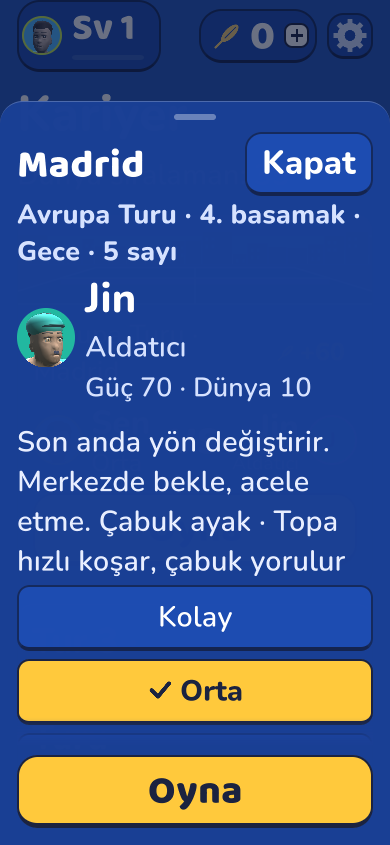 Sv 1
0
Kariyer
Madrid
Kapat
Avrupa Turu · 4. basamak ·
Gece · 5 sayı
Jin
Aldatıcı
Güç 70 · Dünya 10
Son anda yön değiştirir.
Merkezde bekle, acele
etme. Çabuk ayak · Topa
hızlı koşar, çabuk yorulur
Kolay
✓ Orta
Oyna